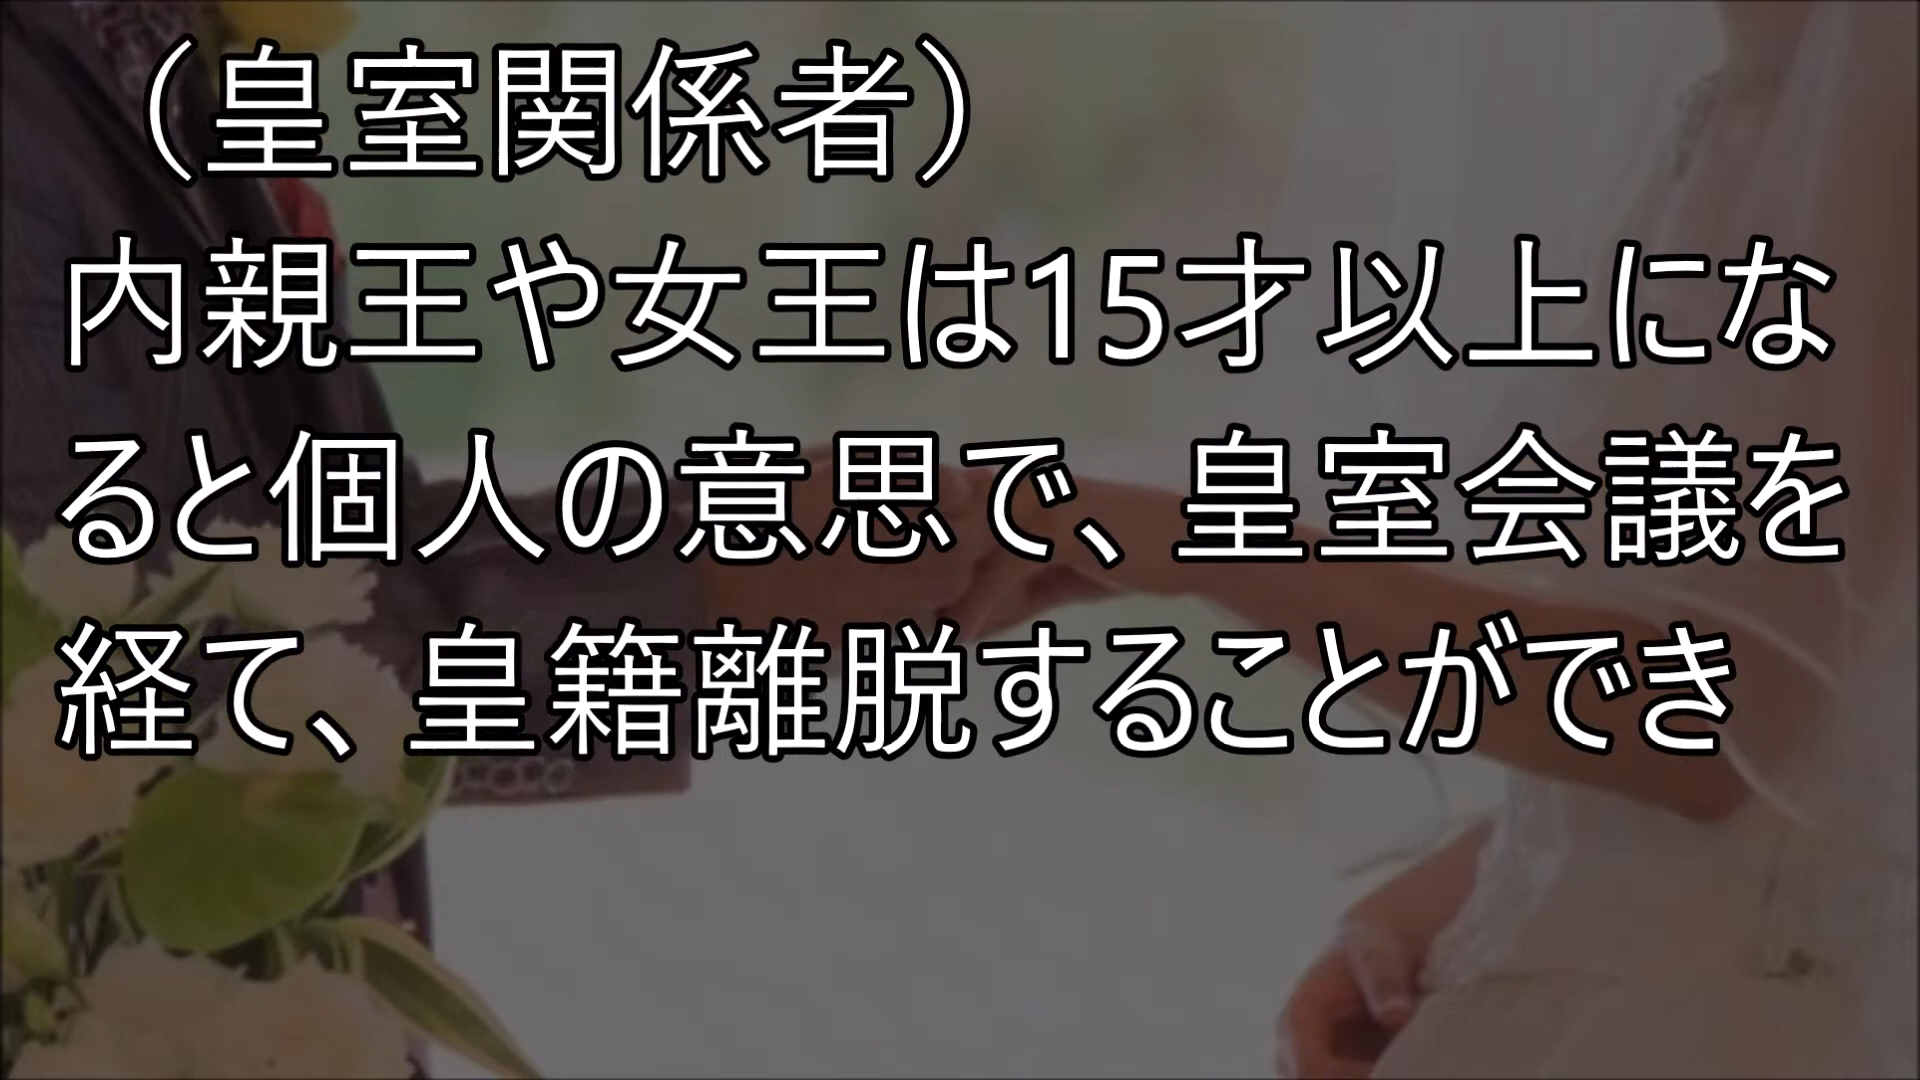 （皇室関係者）
内親王や女王は15才以上にな
ると個人の意思で、皇室会議を
経て、皇籍離脱することができ